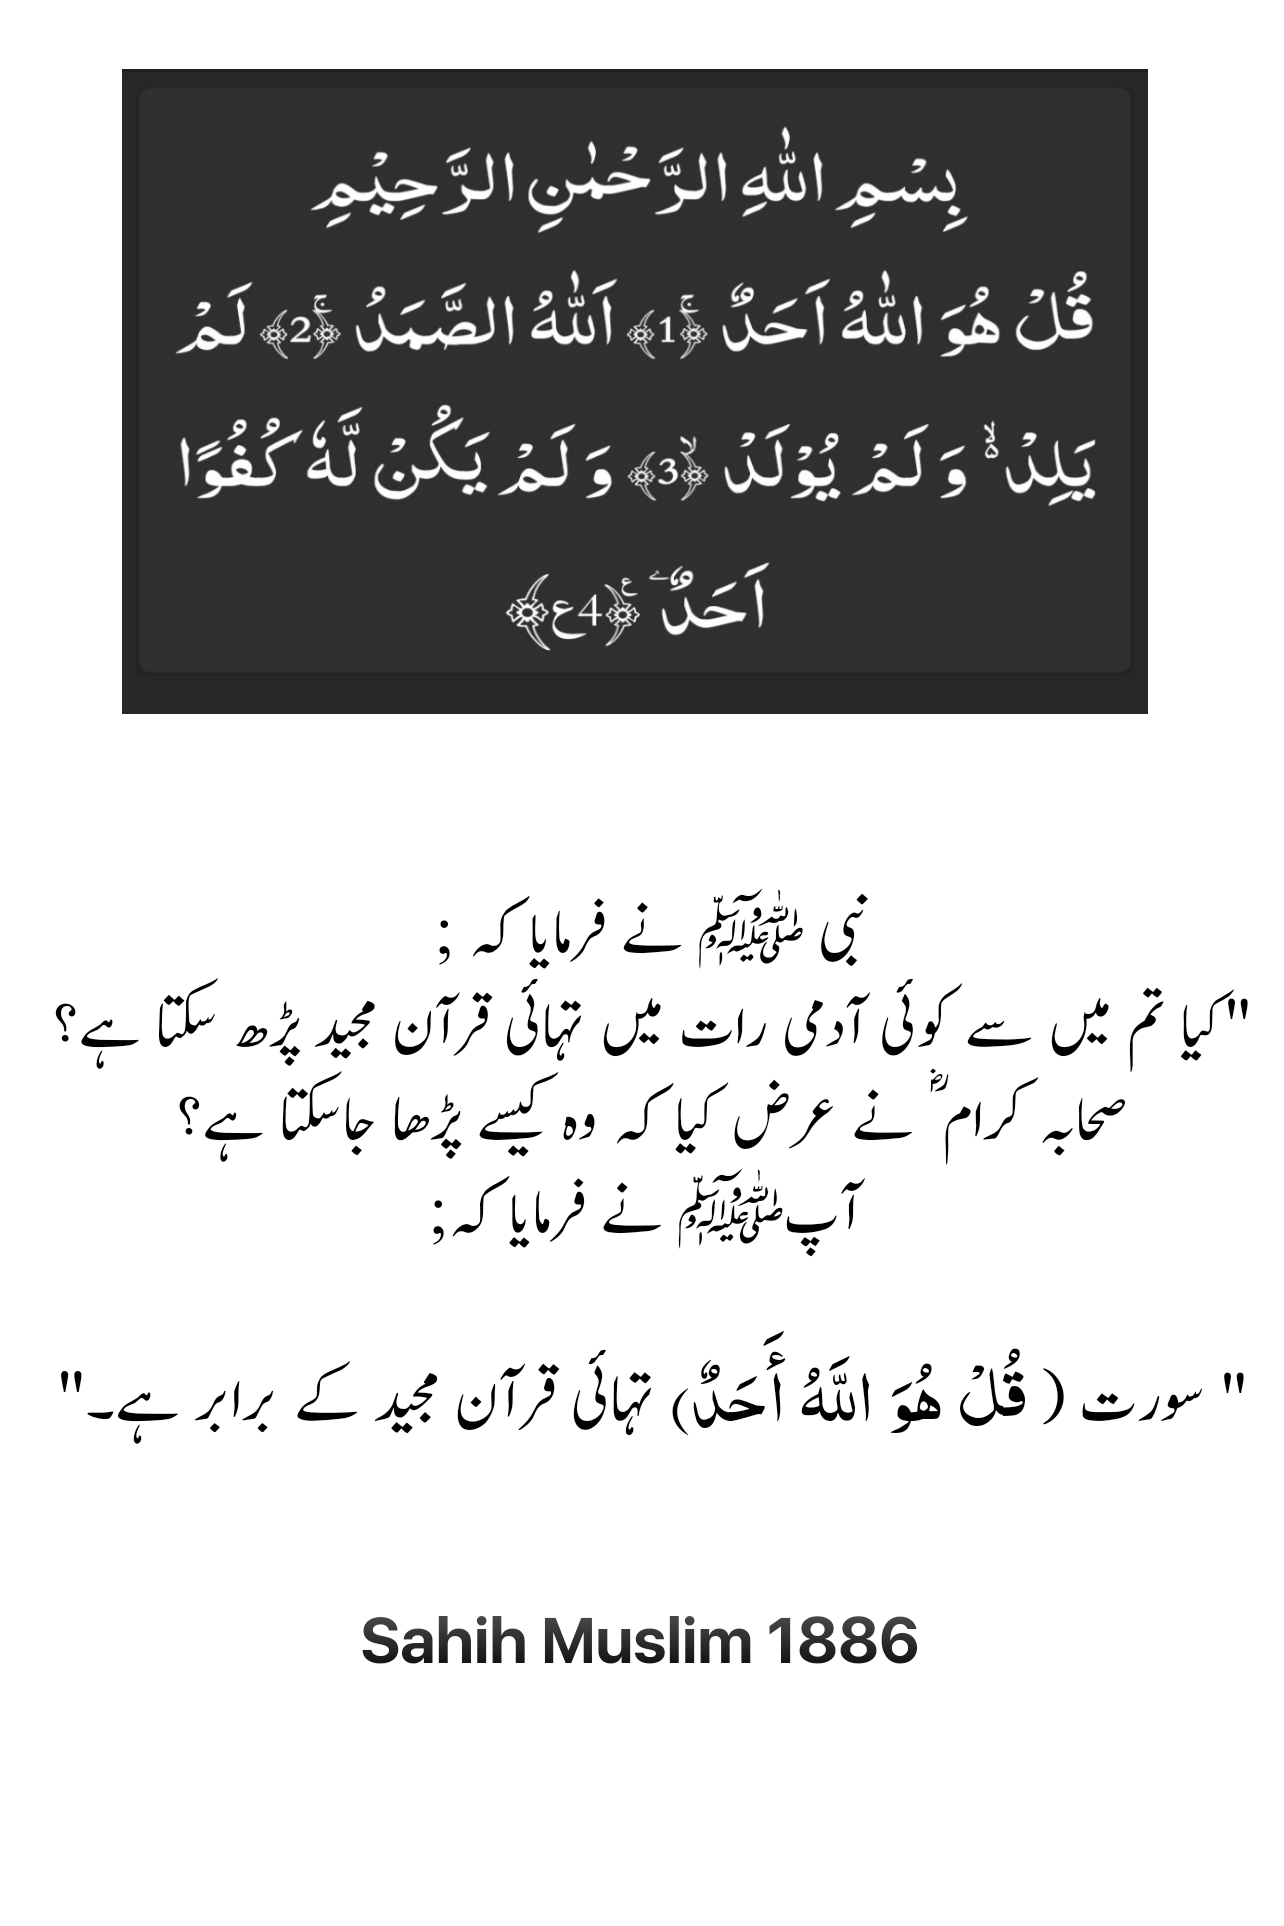 بِسْمِ اللّٰهِ الرَّحْمٰنِ الرَّحِیْمِ
قُلْ هُوَ اللّٰهُ اَحَدٌۚ ﴿1﴾ اَللّٰهُ الصَّمَدُۚ ﴿2﴾ لَمْ
یَلِدْ ۙ۬ وَ لَمْ یُوْلَدْۙ ﴿3﴾ وَ لَمْ یَكُنْ لَّهٗ كُفُوًا
اَحَدٌ۠ ﴿4ع﴾
نبی ﷺ نے فرمایا کہ ;
"کیا تم میں سے کوئی آدمی رات میں تہائی قرآن مجید پڑھ سکتا ہے؟
صحابہ کرام ؓ نے عرض کیا کہ وہ کیسے پڑھا جاسکتا ہے؟
آپﷺ نے فرمایا کہ;
" سورت ( قُلْ هُوَ اللَّهُ أَحَدٌ) تہائی قرآن مجید کے برابر ہے۔"
Sahih Muslim 1886